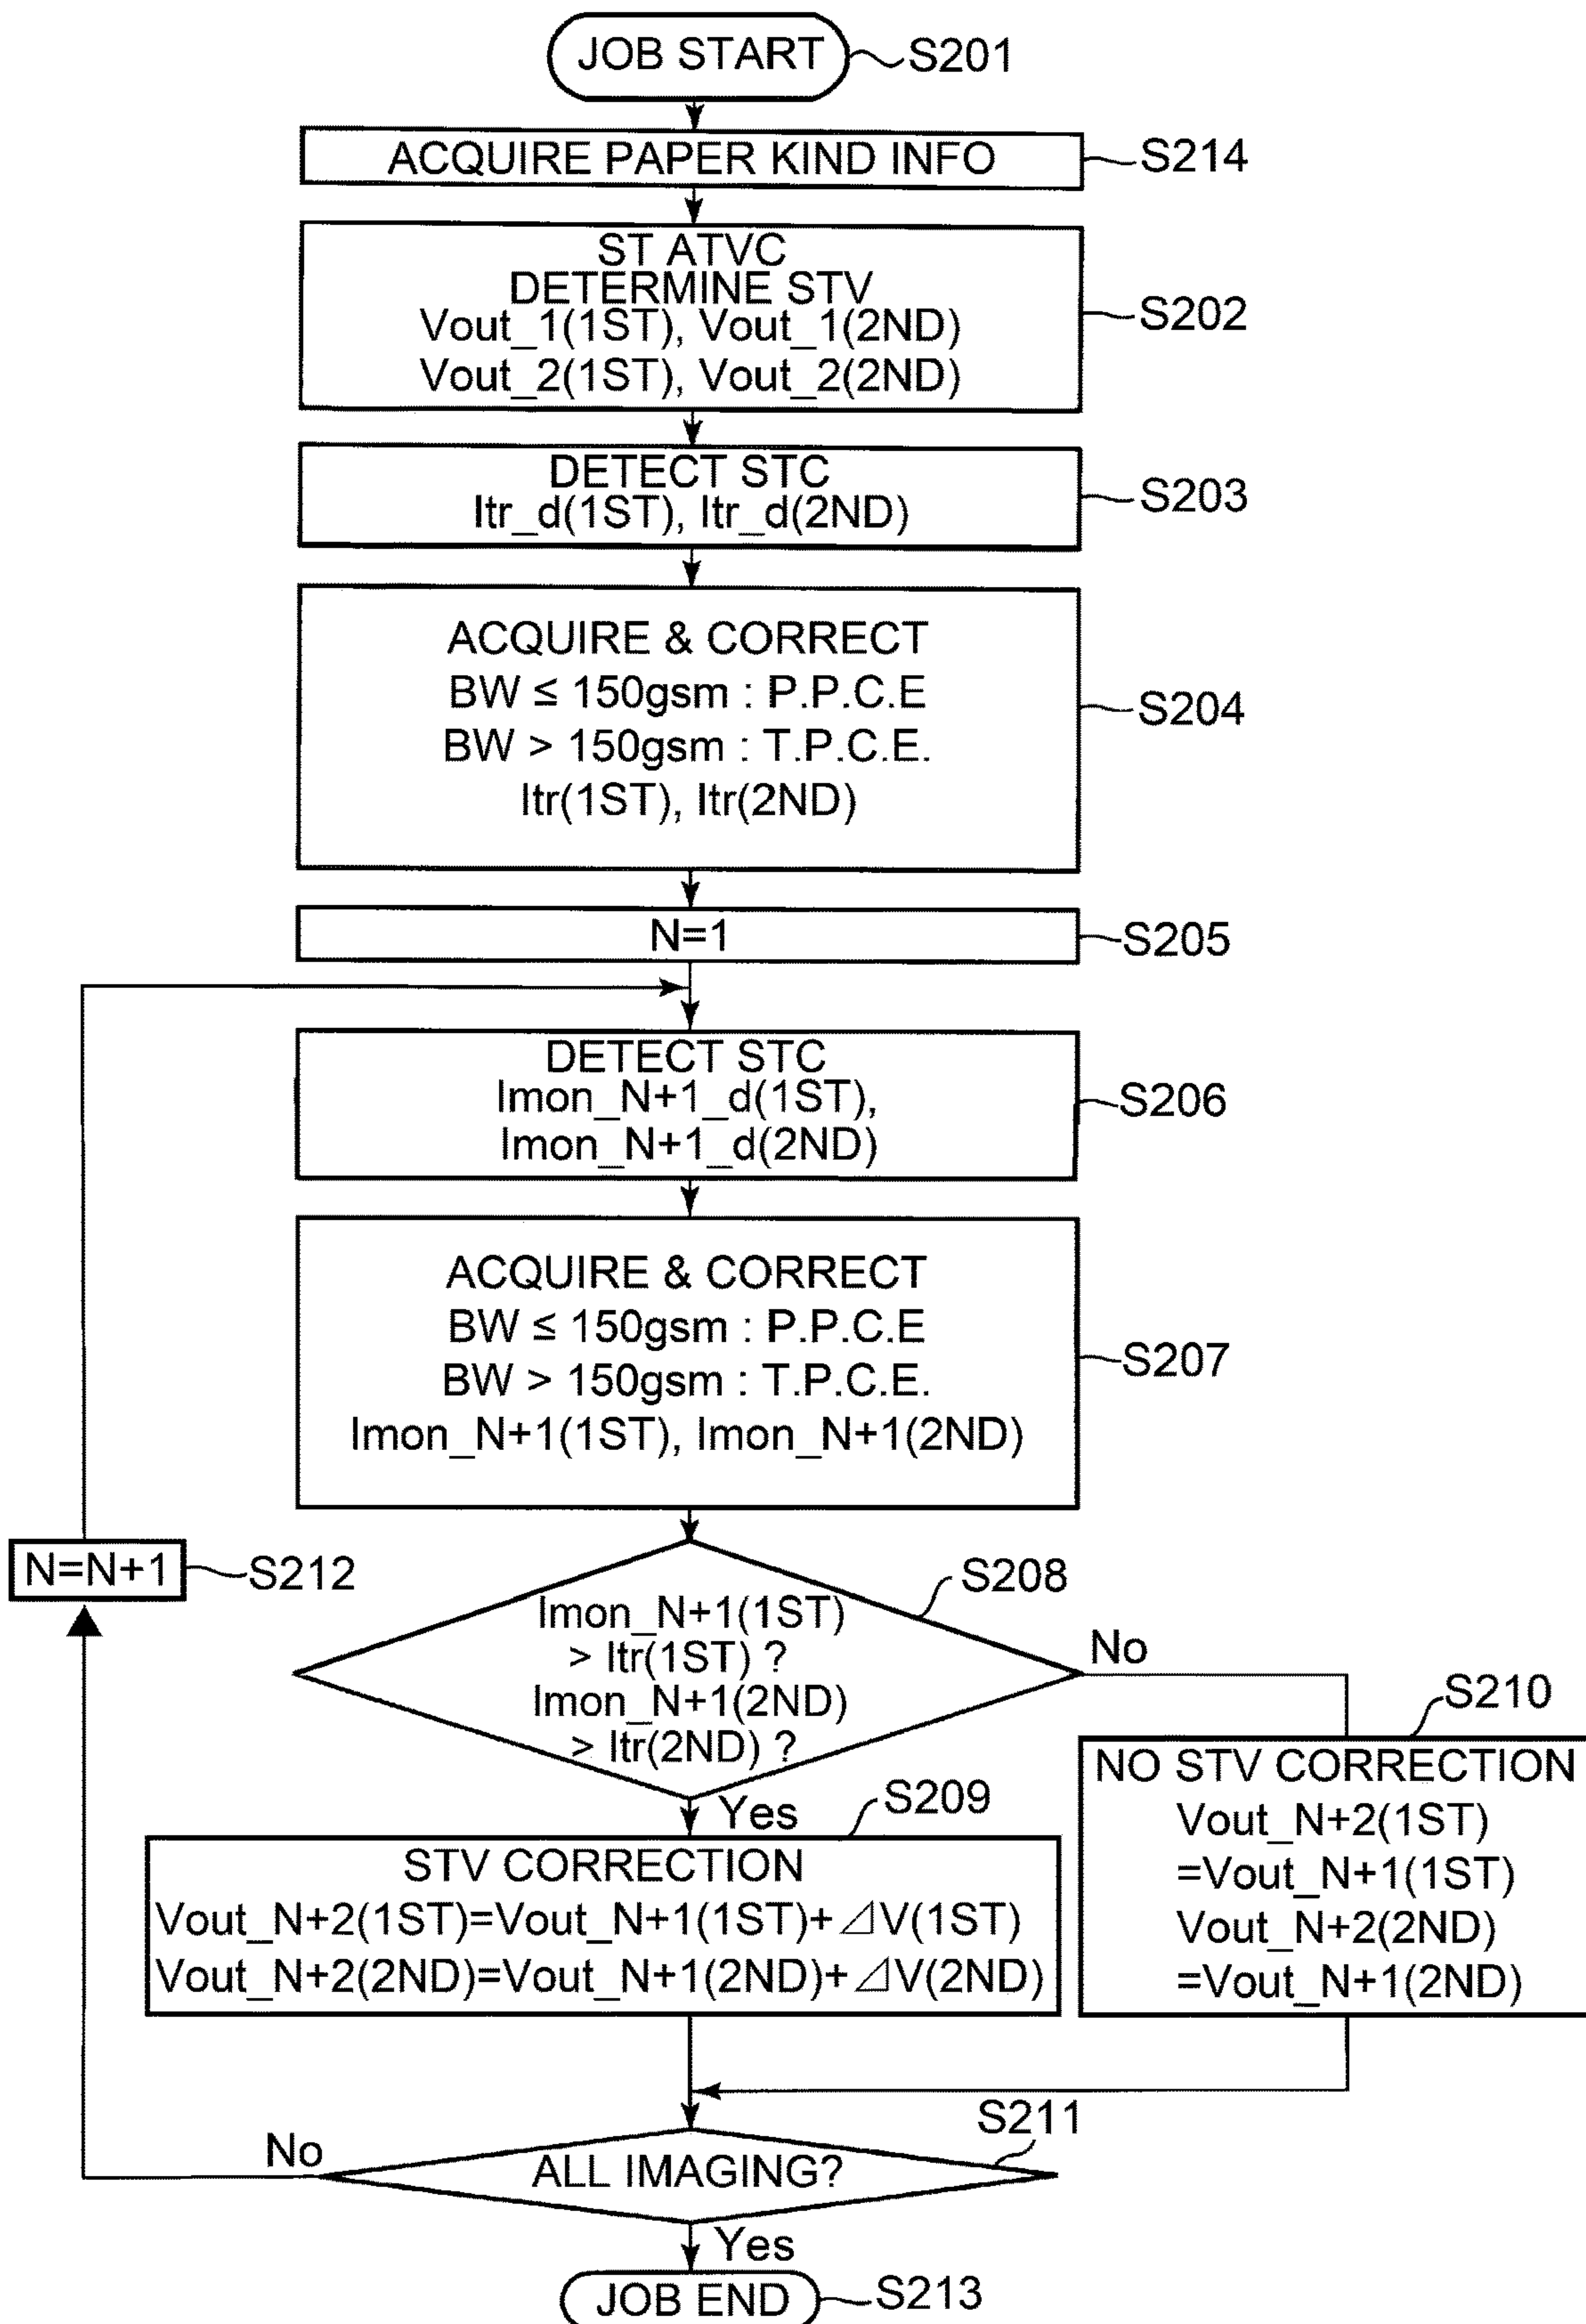 JOB START
S201
ACQUIRE PAPER KIND INFO
S214
ST ATVC
DETERMINE STV
Vout_1(1ST), Vout_1(2ND)
Vout_2(1ST), Vout_2(2ND)
S202
DETECT STC
Itr_d(1ST), Itr_d(2ND)
S203
ACQUIRE & CORRECT
BW ≤ 150gsm : P.P.C.E
BW > 150gsm : T.P.C.E.
Itr(1ST), Itr(2ND)
S204
N=1
S205
DETECT STC
Imon_N+1_d(1ST),
Imon_N+1_d(2ND)
S206
ACQUIRE & CORRECT
BW ≤ 150gsm : P.P.C.E
BW > 150gsm : T.P.C.E.
Imon_N+1(1ST), Imon_N+1(2ND)
S207
N=N+1
S212
Imon_N+1(1ST)
> Itr(1ST) ?
Imon_N+1(2ND)
> Itr(2ND) ?
S208
No
S210
NO STV CORRECTION
Vout_N+2(1ST)
=Vout_N+1(1ST)
Vout_N+2(2ND)
=Vout_N+1(2ND)
Yes
S209
STV CORRECTION
Vout_N+2(1ST)=Vout_N+1(1ST)+⊿V(1ST)
Vout_N+2(2ND)=Vout_N+1(2ND)+⊿V(2ND)
S211
No
ALL IMAGING?
Yes
JOB END
S213